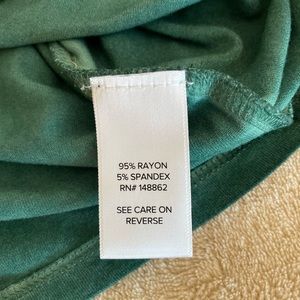 95% RAYON
5% SPANDEX
RN# 148862
SEE CARE ON
REVERSE